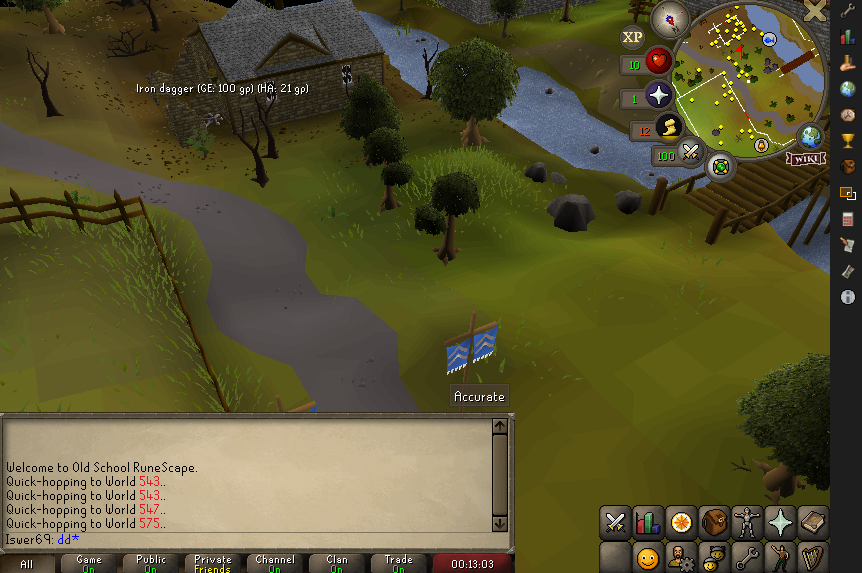 XP
10
1
12
100
WIKI
Iron dagger (GE: 100 gp) (HA: 21 gp)
Accurate
Welcome to Old School RuneScape.
Quick-hopping to World 543..
Quick-hopping to World 543..
Quick-hopping to World 547..
Quick-hopping to World 575..
Iswer69: dd*
All
Game
On
Public
On
Private
Friends
Channel
On
Clan
On
Trade
On
00:13:03